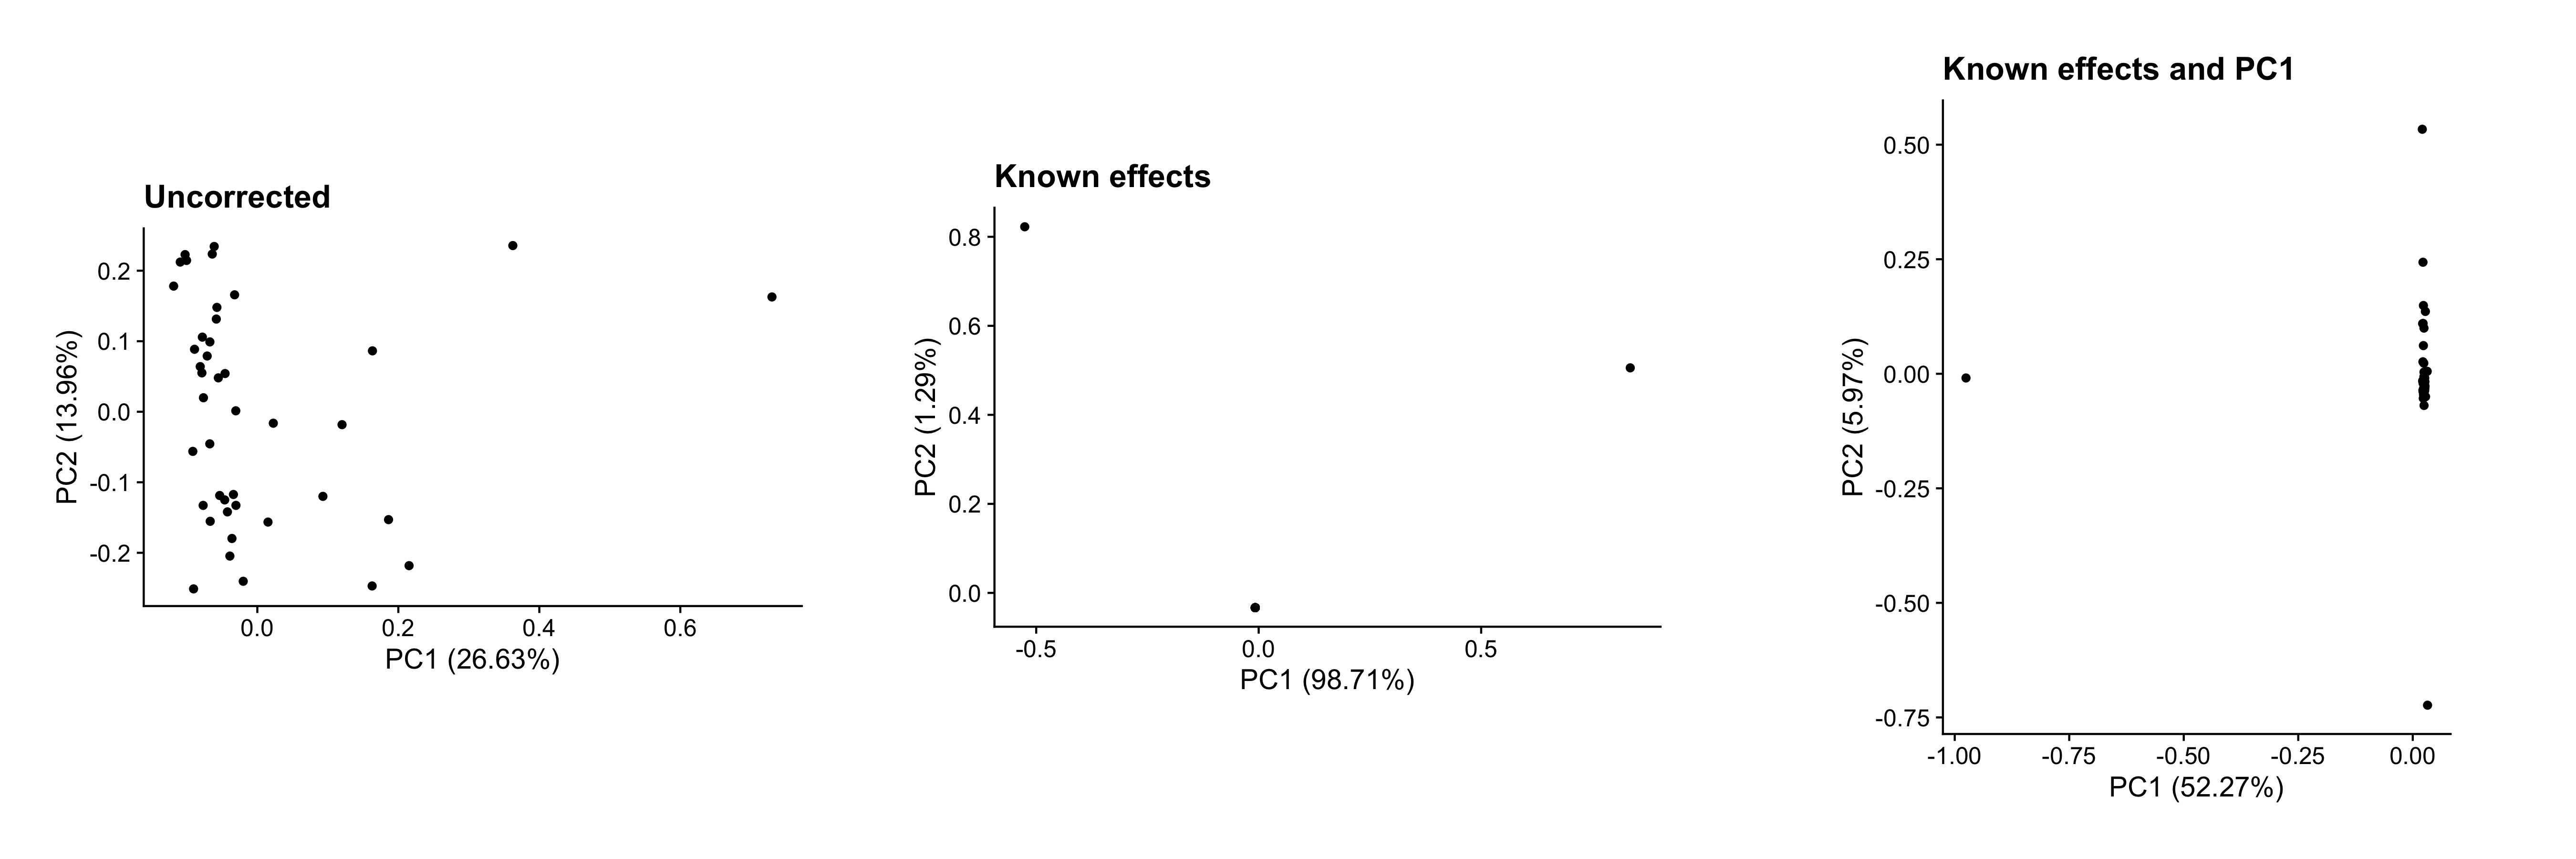 Uncorrected
0.2
0.1
0.0
-0.1
-0.2
PC2 (13.96%)
0.0 0.2 0.4 0.6
PC1 (26.63%)
Known effects
0.8
0.6
0.4
0.2
0.0
PC2 (1.29%)
-0.5 0.0 0.5
PC1 (98.71%)
Known effects and PC1
0.50
0.25
0.00
-0.25
-0.50
-0.75
PC2 (5.97%)
-1.00 -0.75 -0.50 -0.25 0.00
PC1 (52.27%)